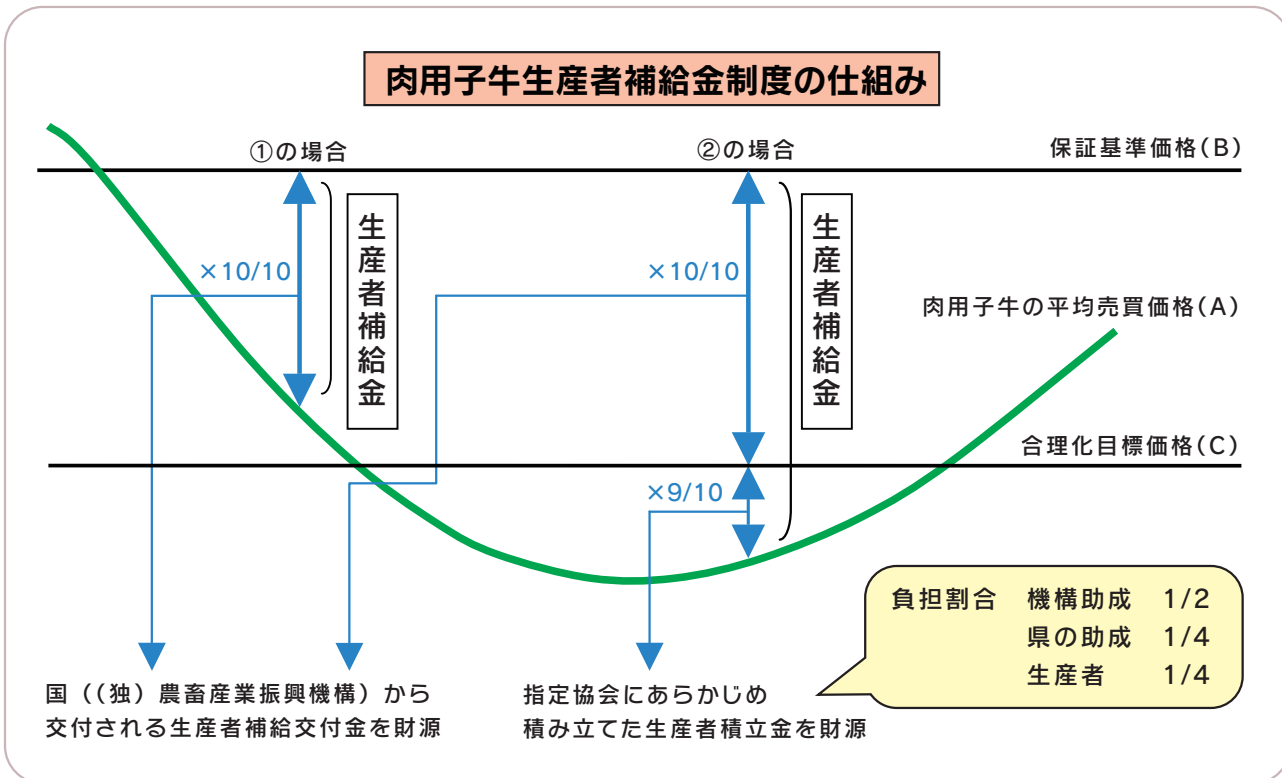 肉用子牛生産者補給金制度の仕組み
①の場合
②の場合
保証基準価格(B)
生産者補給金
×10/10
生産者補給金
×10/10
肉用子牛の平均売買価格(A)
合理化目標価格(C)
×9/10
負担割合 機構助成 1/2
県の助成 1/4
生産者 1/4
国((独)農畜産業振興機構)から
交付される生産者補給交付金を財源
指定協会にあらかじめ
積み立てた生産者積立金を財源